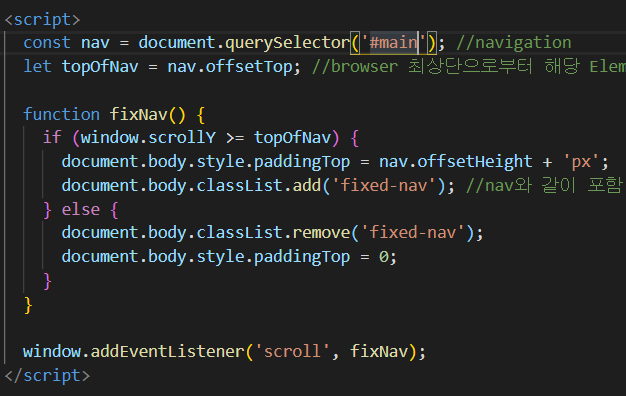 <script>
const nav = document.querySelector('#main'); //navigation
let topOfNav = nav.offsetTop; //browser 최상단으로부터 해당 Elem
function fixNav() {
if (window.scrollY >= topOfNav) {
document.body.style.paddingTop = nav.offsetHeight + 'px';
document.body.classList.add('fixed-nav'); //nav와 같이 포함
} else {
document.body.classList.remove('fixed-nav');
document.body.style.paddingTop = 0;
}
}
window.addEventListener('scroll', fixNav);
</script>